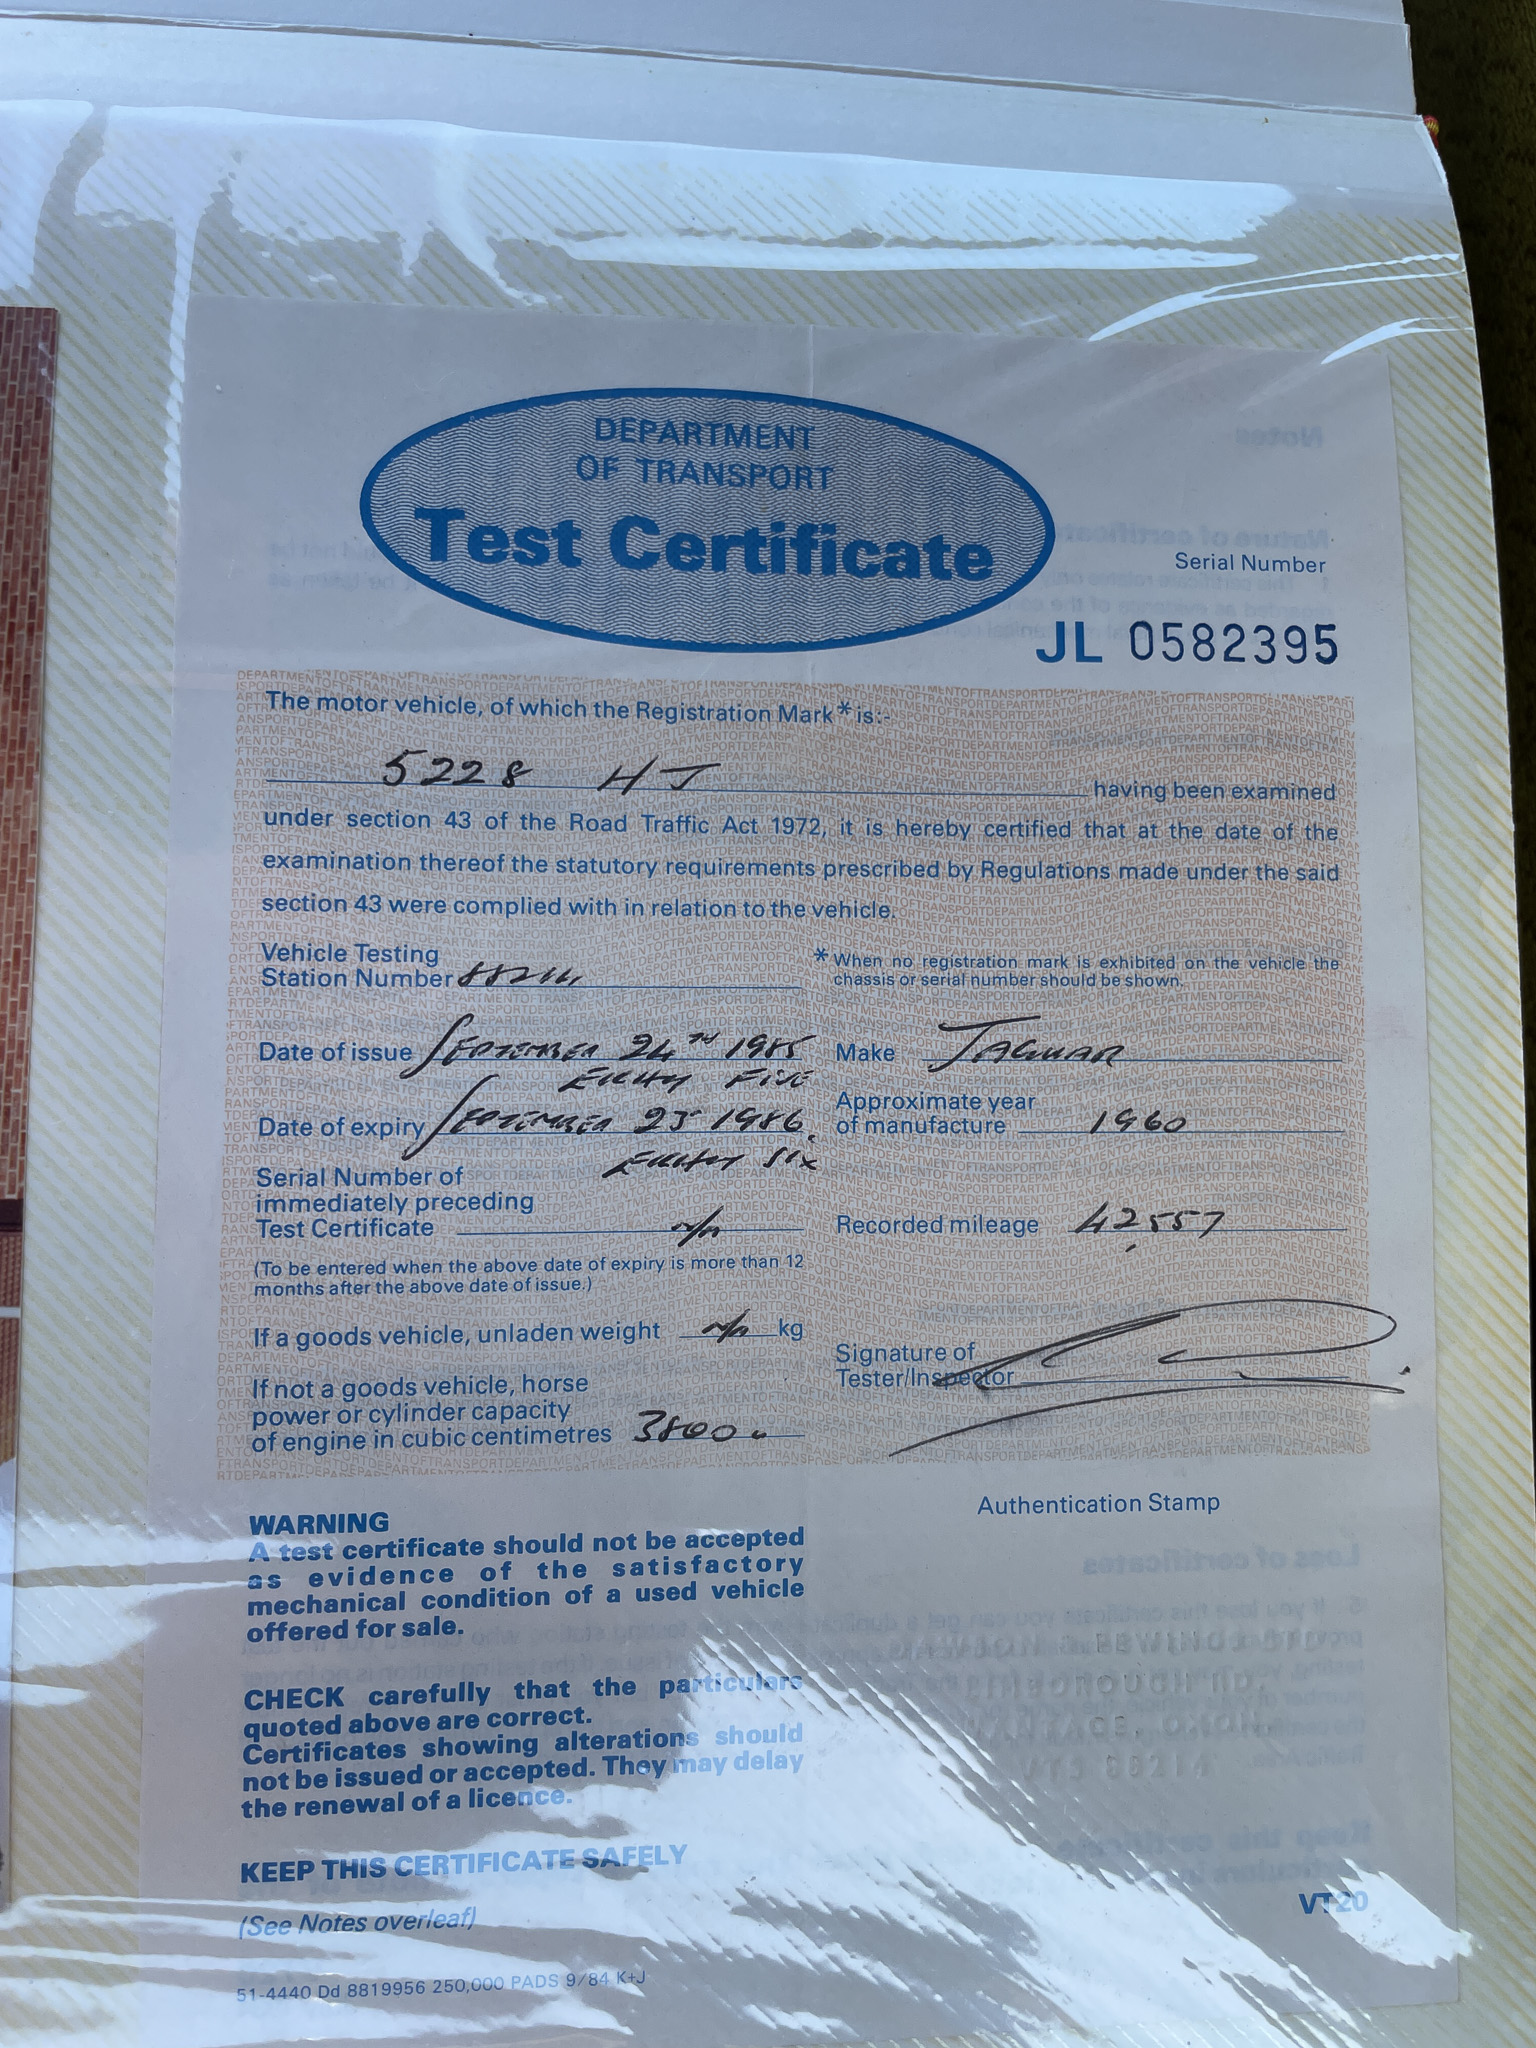 DEPARTMENT
OF TRANSPORT
Test Certificate
Serial Number
JL 0582395
The motor vehicle, of which the Registration Mark* is:-
5228 HJ having been examined
under section 43 of the Road Traffic Act 1972, it is hereby certified that at the date of the
examination thereof the statutory requirements prescribed by Regulations made under the said
section 43 were complied with in relation to the vehicle.
Vehicle Testing
Station Number 88214
* When no registration mark is exhibited on the vehicle the
chassis or serial number should be shown.
Date of issue SEPTEMBER 24TH 1985
EIGHTY FIVE
Make JAGUAR
Date of expiry SEPTEMBER 23 1986.
EIGHTY SIX
Approximate year
of manufacture 1960
Serial Number of
immediately preceding
Test Certificate N/A
Recorded mileage 42,557
(To be entered when the above date of expiry is more than 12
months after the above date of issue.)
If a goods vehicle, unladen weight N/A kg
Signature of
Tester/Inspector
If not a goods vehicle, horse
power or cylinder capacity
of engine in cubic centimetres 3800.
Authentication Stamp
WARNING
A test certificate should not be accepted
as evidence of the satisfactory
mechanical condition of a used vehicle
offered for sale.
CHECK carefully that the particulars
quoted above are correct.
Certificates showing alterations should
not be issued or accepted. They may delay
the renewal of a licence.
WANTAGE, OXON
VTS 88214
KEEP THIS CERTIFICATE SAFELY
VT20
(See Notes overleaf)
51-4440 Dd 8819956 250,000 PADS 9/84 K+J